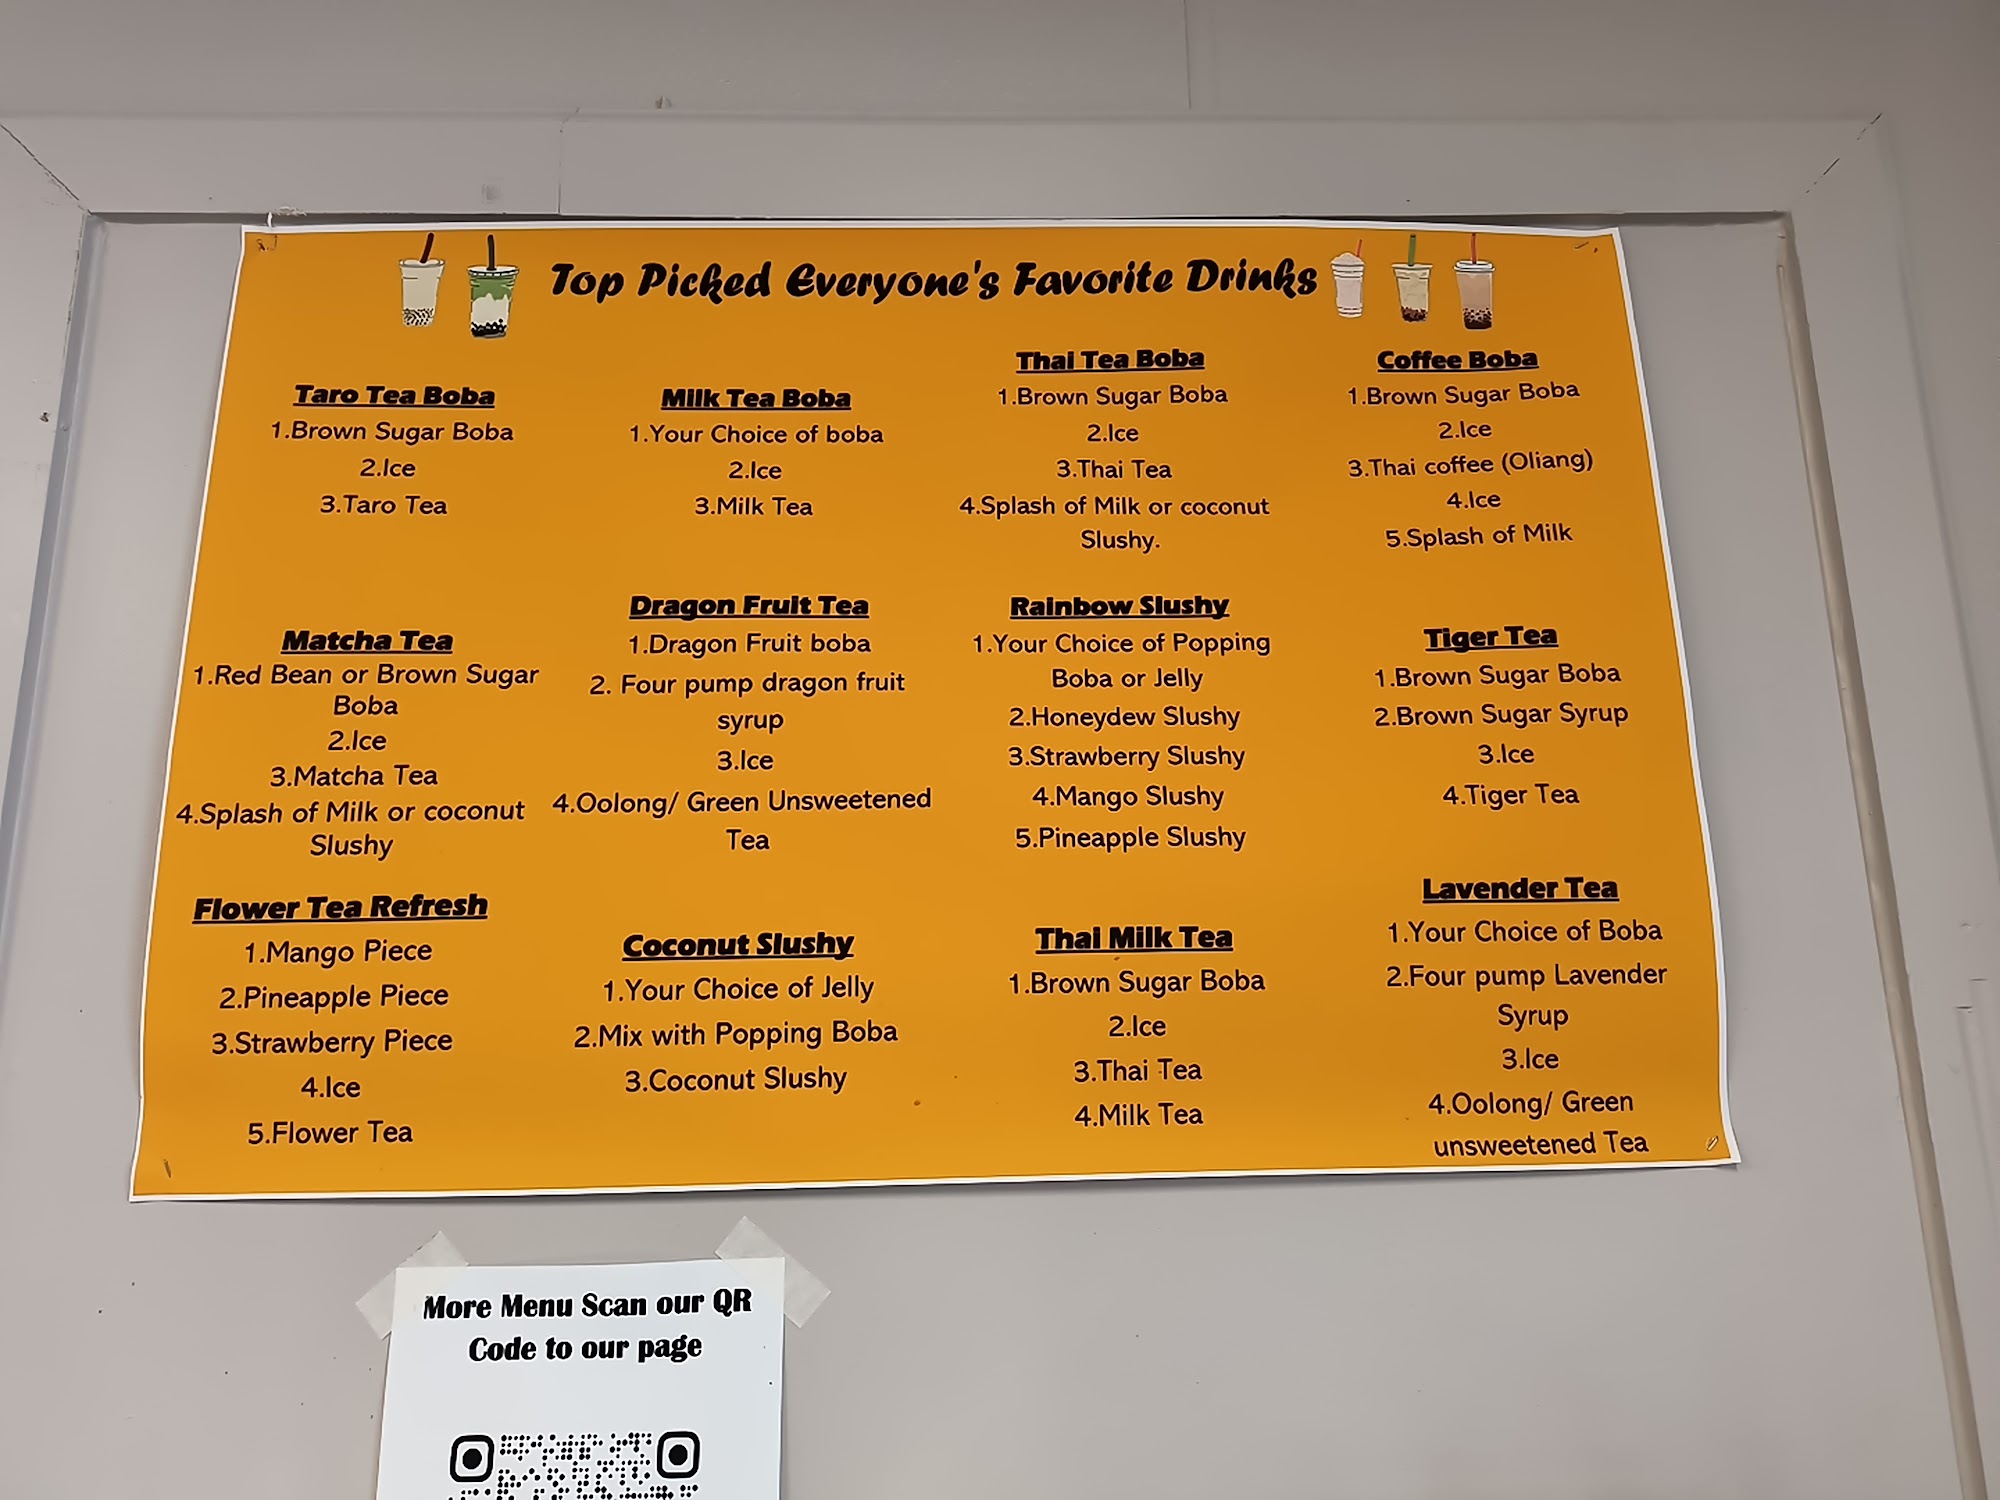 Top Picked Everyone's Favorite Drinks
Taro Tea Boba
1.Brown Sugar Boba
2.Ice
3.Taro Tea
Milk Tea Boba
1.Your Choice of boba
2.Ice
3.Milk Tea
Thai Tea Boba
1.Brown Sugar Boba
2.Ice
3.Thai Tea
4.Splash of Milk or coconut
Slushy.
Coffee Boba
1.Brown Sugar Boba
2.Ice
3.Thai coffee (Oliang)
4.Ice
5.Splash of Milk
Matcha Tea
1.Red Bean or Brown Sugar
Boba
2.Ice
3.Matcha Tea
4.Splash of Milk or coconut
Slushy
Dragon Fruit Tea
1.Dragon Fruit boba
2. Four pump dragon fruit
syrup
3.Ice
4.Oolong/ Green Unsweetened
Tea
Rainbow Slushy
1.Your Choice of Popping
Boba or Jelly
2.Honeydew Slushy
3.Strawberry Slushy
4.Mango Slushy
5.Pineapple Slushy
Tiger Tea
1.Brown Sugar Boba
2.Brown Sugar Syrup
3.Ice
4.Tiger Tea
Flower Tea Refresh
1.Mango Piece
2.Pineapple Piece
3.Strawberry Piece
4.Ice
5.Flower Tea
Coconut Slushy
1.Your Choice of Jelly
2.Mix with Popping Boba
3.Coconut Slushy
Thai Milk Tea
1.Brown Sugar Boba
2.Ice
3.Thai Tea
4.Milk Tea
Lavender Tea
1.Your Choice of Boba
2.Four pump Lavender
Syrup
3.Ice
4.Oolong/ Green
unsweetened Tea
More Menu Scan our QR
Code to our page